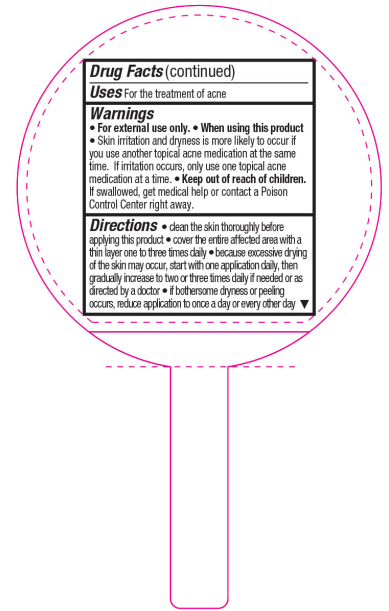 Drug Facts (continued)
Uses For the treatment of acne
Warnings
• For external use only. • When using this product
• Skin irritation and dryness is more likely to occur if
you use another topical acne medication at the same
time. If irritation occurs, only use one topical acne
medication at a time. • Keep out of reach of children.
If swallowed, get medical help or contact a Poison
Control Center right away.
Directions • clean the skin thoroughly before
applying this product • cover the entire affected area with a
thin layer one to three times daily • because excessive drying
of the skin may occur, start with one application daily, then
gradually increase to two or three times daily if needed or as
directed by a doctor • if bothersome dryness or peeling
occurs, reduce application to once a day or every other day ▼